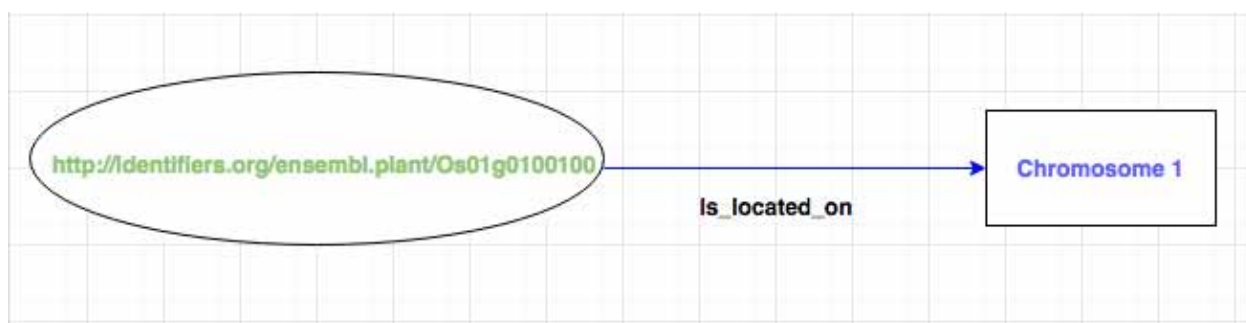 http://identifiers.org/ensembl.plant/Os01g0100100
Is_located_on
Chromosome 1